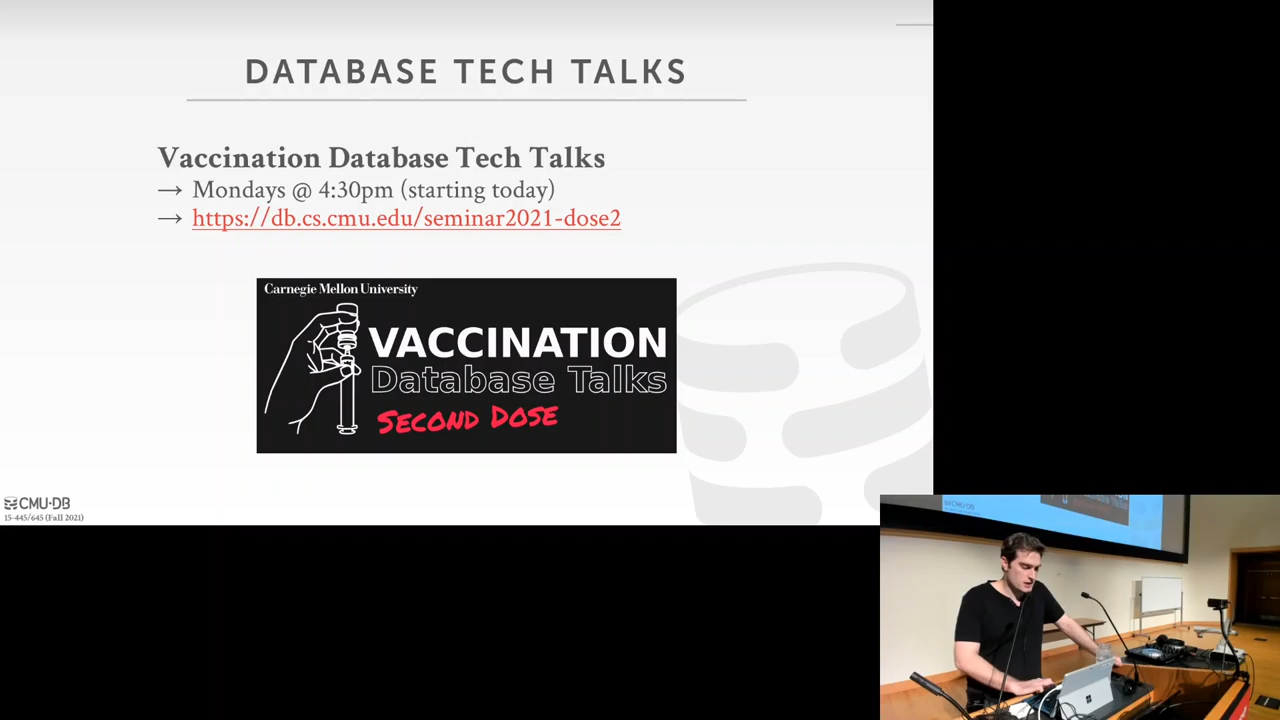 DATABASE TECH TALKS
Vaccination Database Tech Talks
→ Mondays @ 4:30pm (starting today)
→ https://db.cs.cmu.edu/seminar2021-dose2
Carnegie Mellon University
VACCINATION
Database Talks
SECOND DOSE
CMU·DB
15-445/645 (Fall 2021)